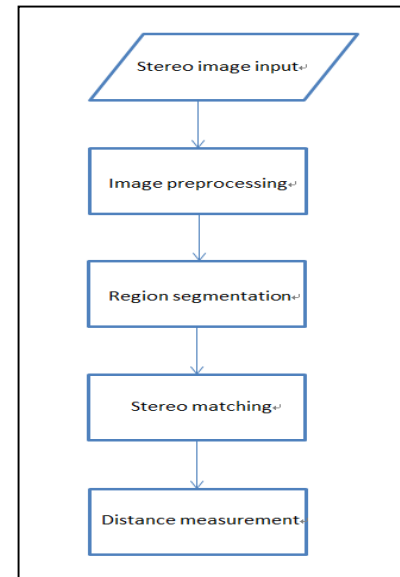 Stereo image input↵
Image preprocessing↵
Region segmentation↵
Stereo matching↵
Distance measurement↵